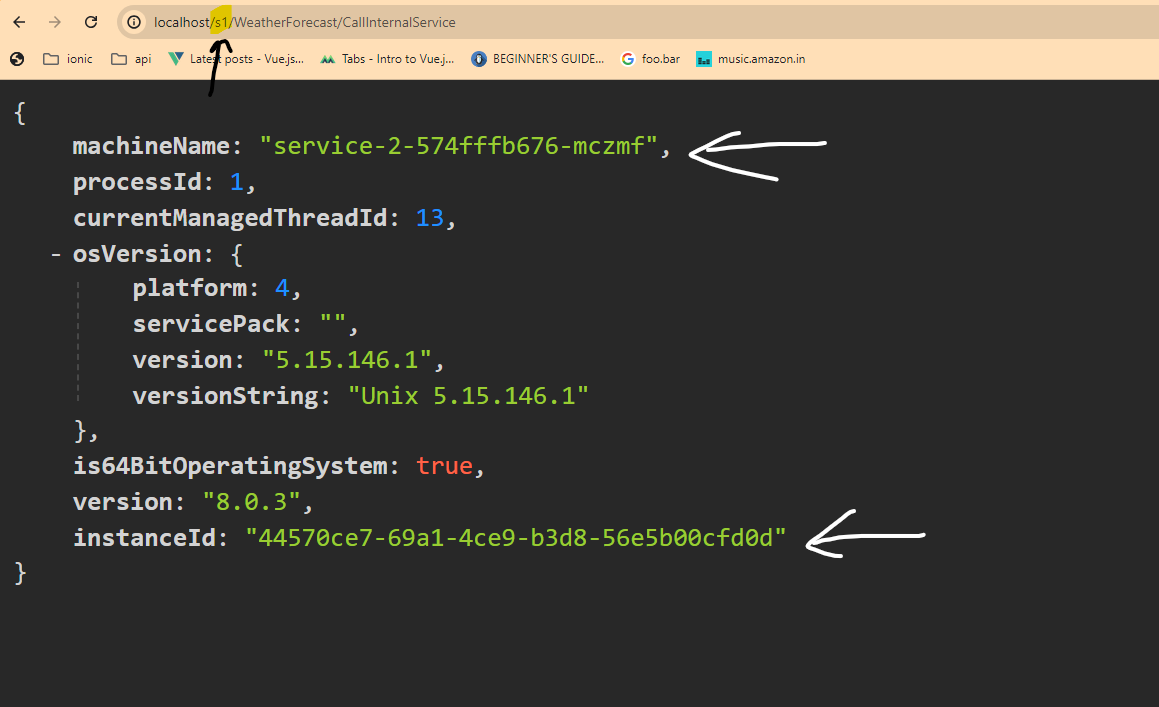 localhost/s1/WeatherForecast/CallInternalService
ionic api Latest posts - Vue.js... Tabs - Intro to Vue.j... BEGINNER'S GUIDE... foo.bar music.amazon.in
{
machineName: "service-2-574fffb676-mczmf",
processId: 1,
currentManagedThreadId: 13,
- osVersion: {
platform: 4,
servicePack: "",
version: "5.15.146.1",
versionString: "Unix 5.15.146.1"
},
is64BitOperatingSystem: true,
version: "8.0.3",
instanceId: "44570ce7-69a1-4ce9-b3d8-56e5b00cfd0d"
}